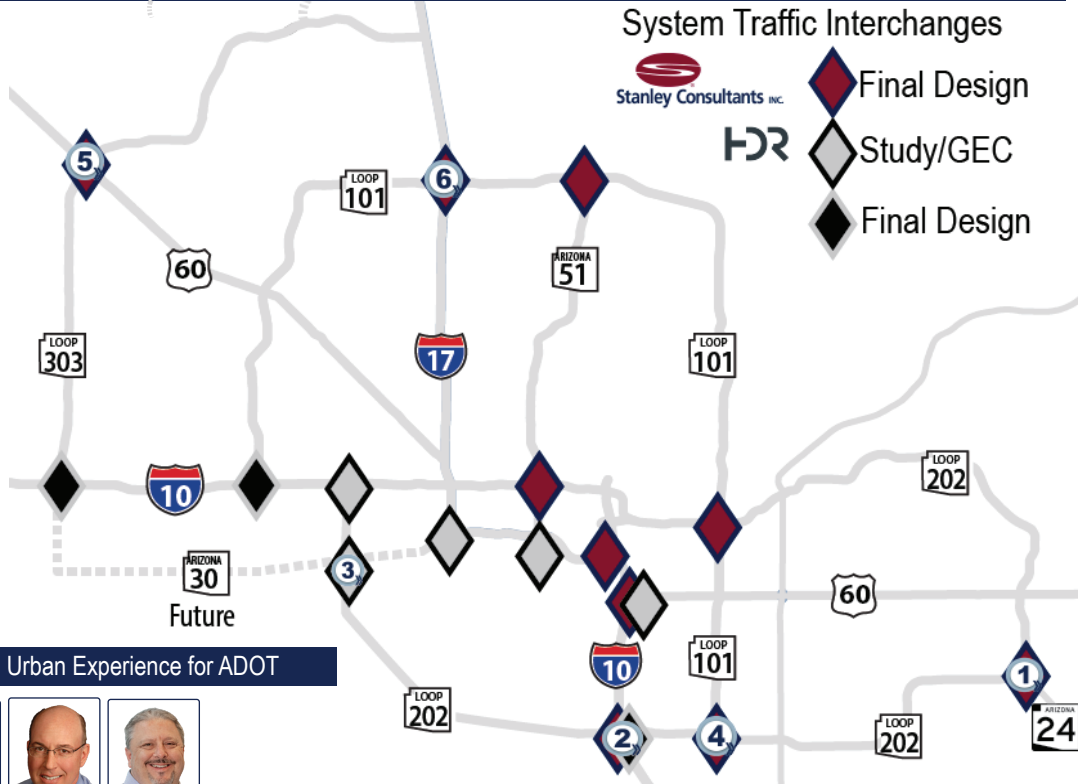 System Traffic Interchanges
Stanley Consultants INC.
Final Design
HDR
Study/GEC
Final Design
5
6
LOOP
101
60
ARIZONA
51
LOOP
303
17
LOOP
101
10
LOOP
202
3
ARIZONA
30
Future
60
10
LOOP
101
1
Urban Experience for ADOT
LOOP
202
2
4
LOOP
202
ARIZONA
24